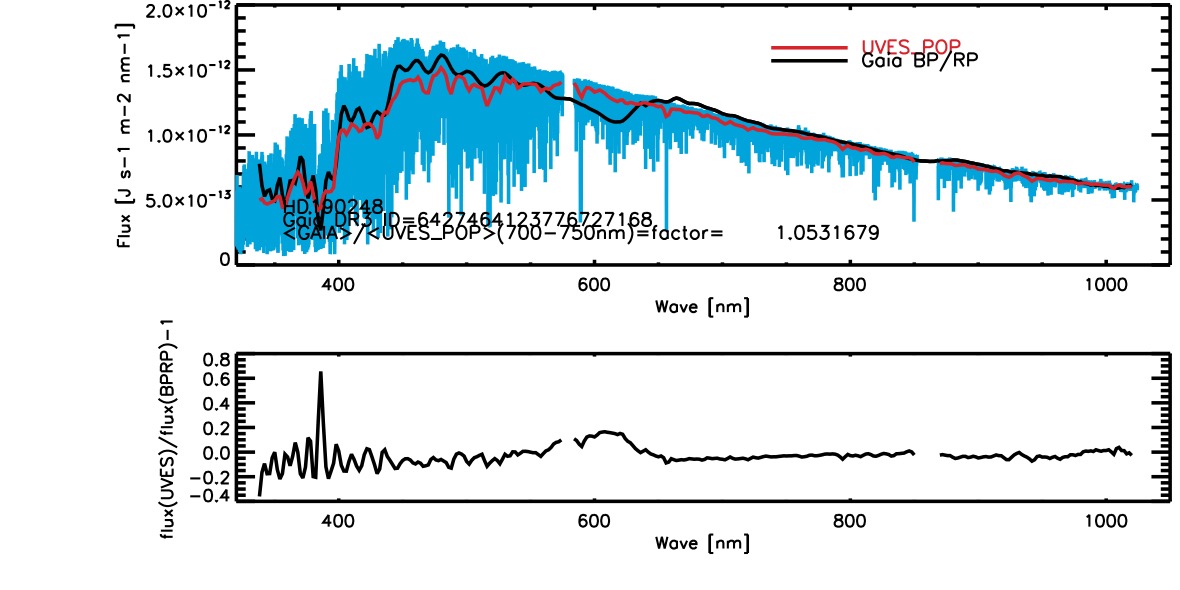 2.0×10−12
1.5×10−12
1.0×10−12
5.0×10−13
0
Flux [J s−1 m−2 nm−1]
UVES_POP
Gaia BP/RP
HD190248
Gaia DR3 ID=6427464123776727168
<GAIA>/<UVES_POP>(700−750nm)=factor= 1.0531679
400 600 800 1000
Wave [nm]
0.8
0.6
0.4
0.2
0.0
−0.2
−0.4
flux(UVES)/flux(BPRP)−1
400 600 800 1000
Wave [nm]